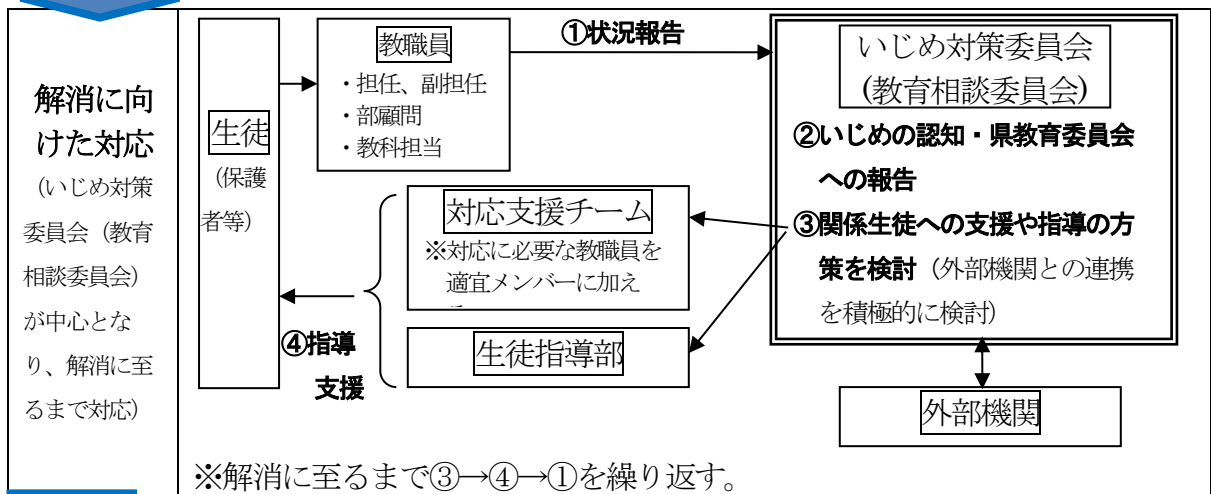 解消に向
けた対応
(いじめ対策
委員会(教育
相談委員会)
が中心とな
り、解消に至
るまで対応)
生徒
(保護
者等)
教職員
・担任、副担任
・部顧問
・教科担当
①状況報告
いじめ対策委員会
(教育相談委員会)
②いじめの認知・県教育委員会
への報告
③関係生徒への支援や指導の方
策を検討(外部機関との連携
を積極的に検討)
対応支援チーム
※対応に必要な教職員を
適宜メンバーに加え
④指導
支援
生徒指導部
外部機関
※解消に至るまで③→④→①を繰り返す。